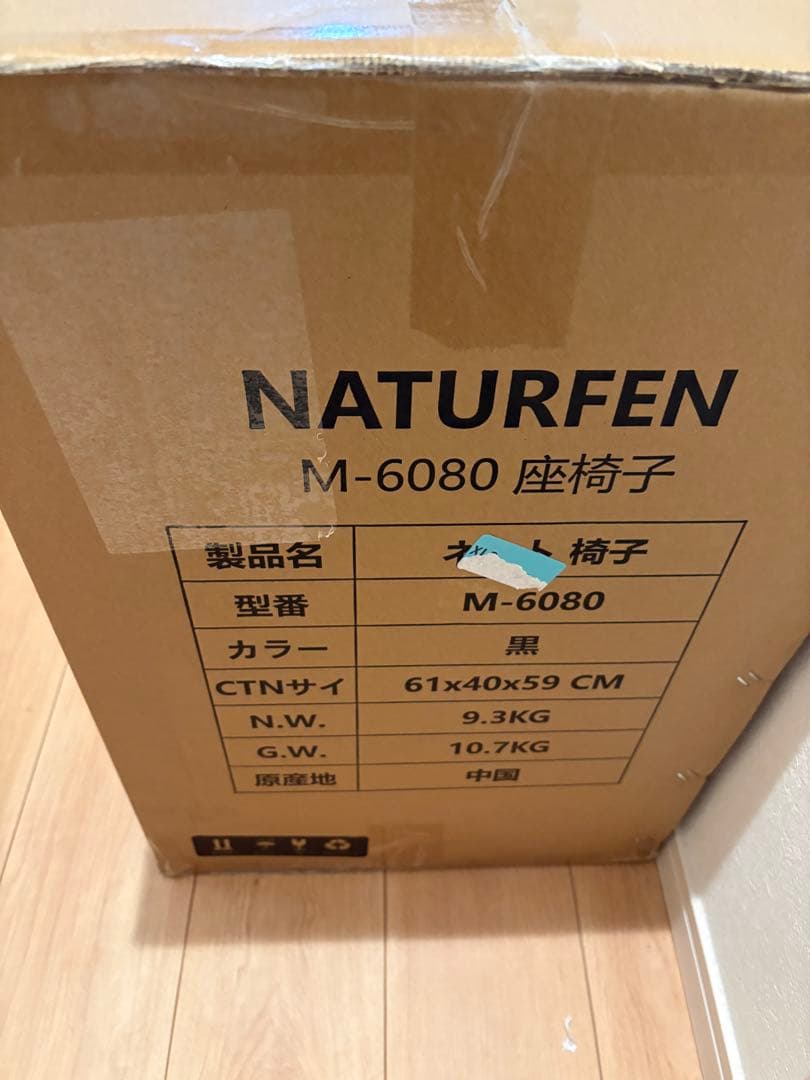 NATURFEN
M-6080 座椅子
製品名 椅子
型番 M-6080
カラー 黒
CTNサイ 61x40x59 CM
N.W. 9.3KG
G.W. 10.7KG
原産地 中国